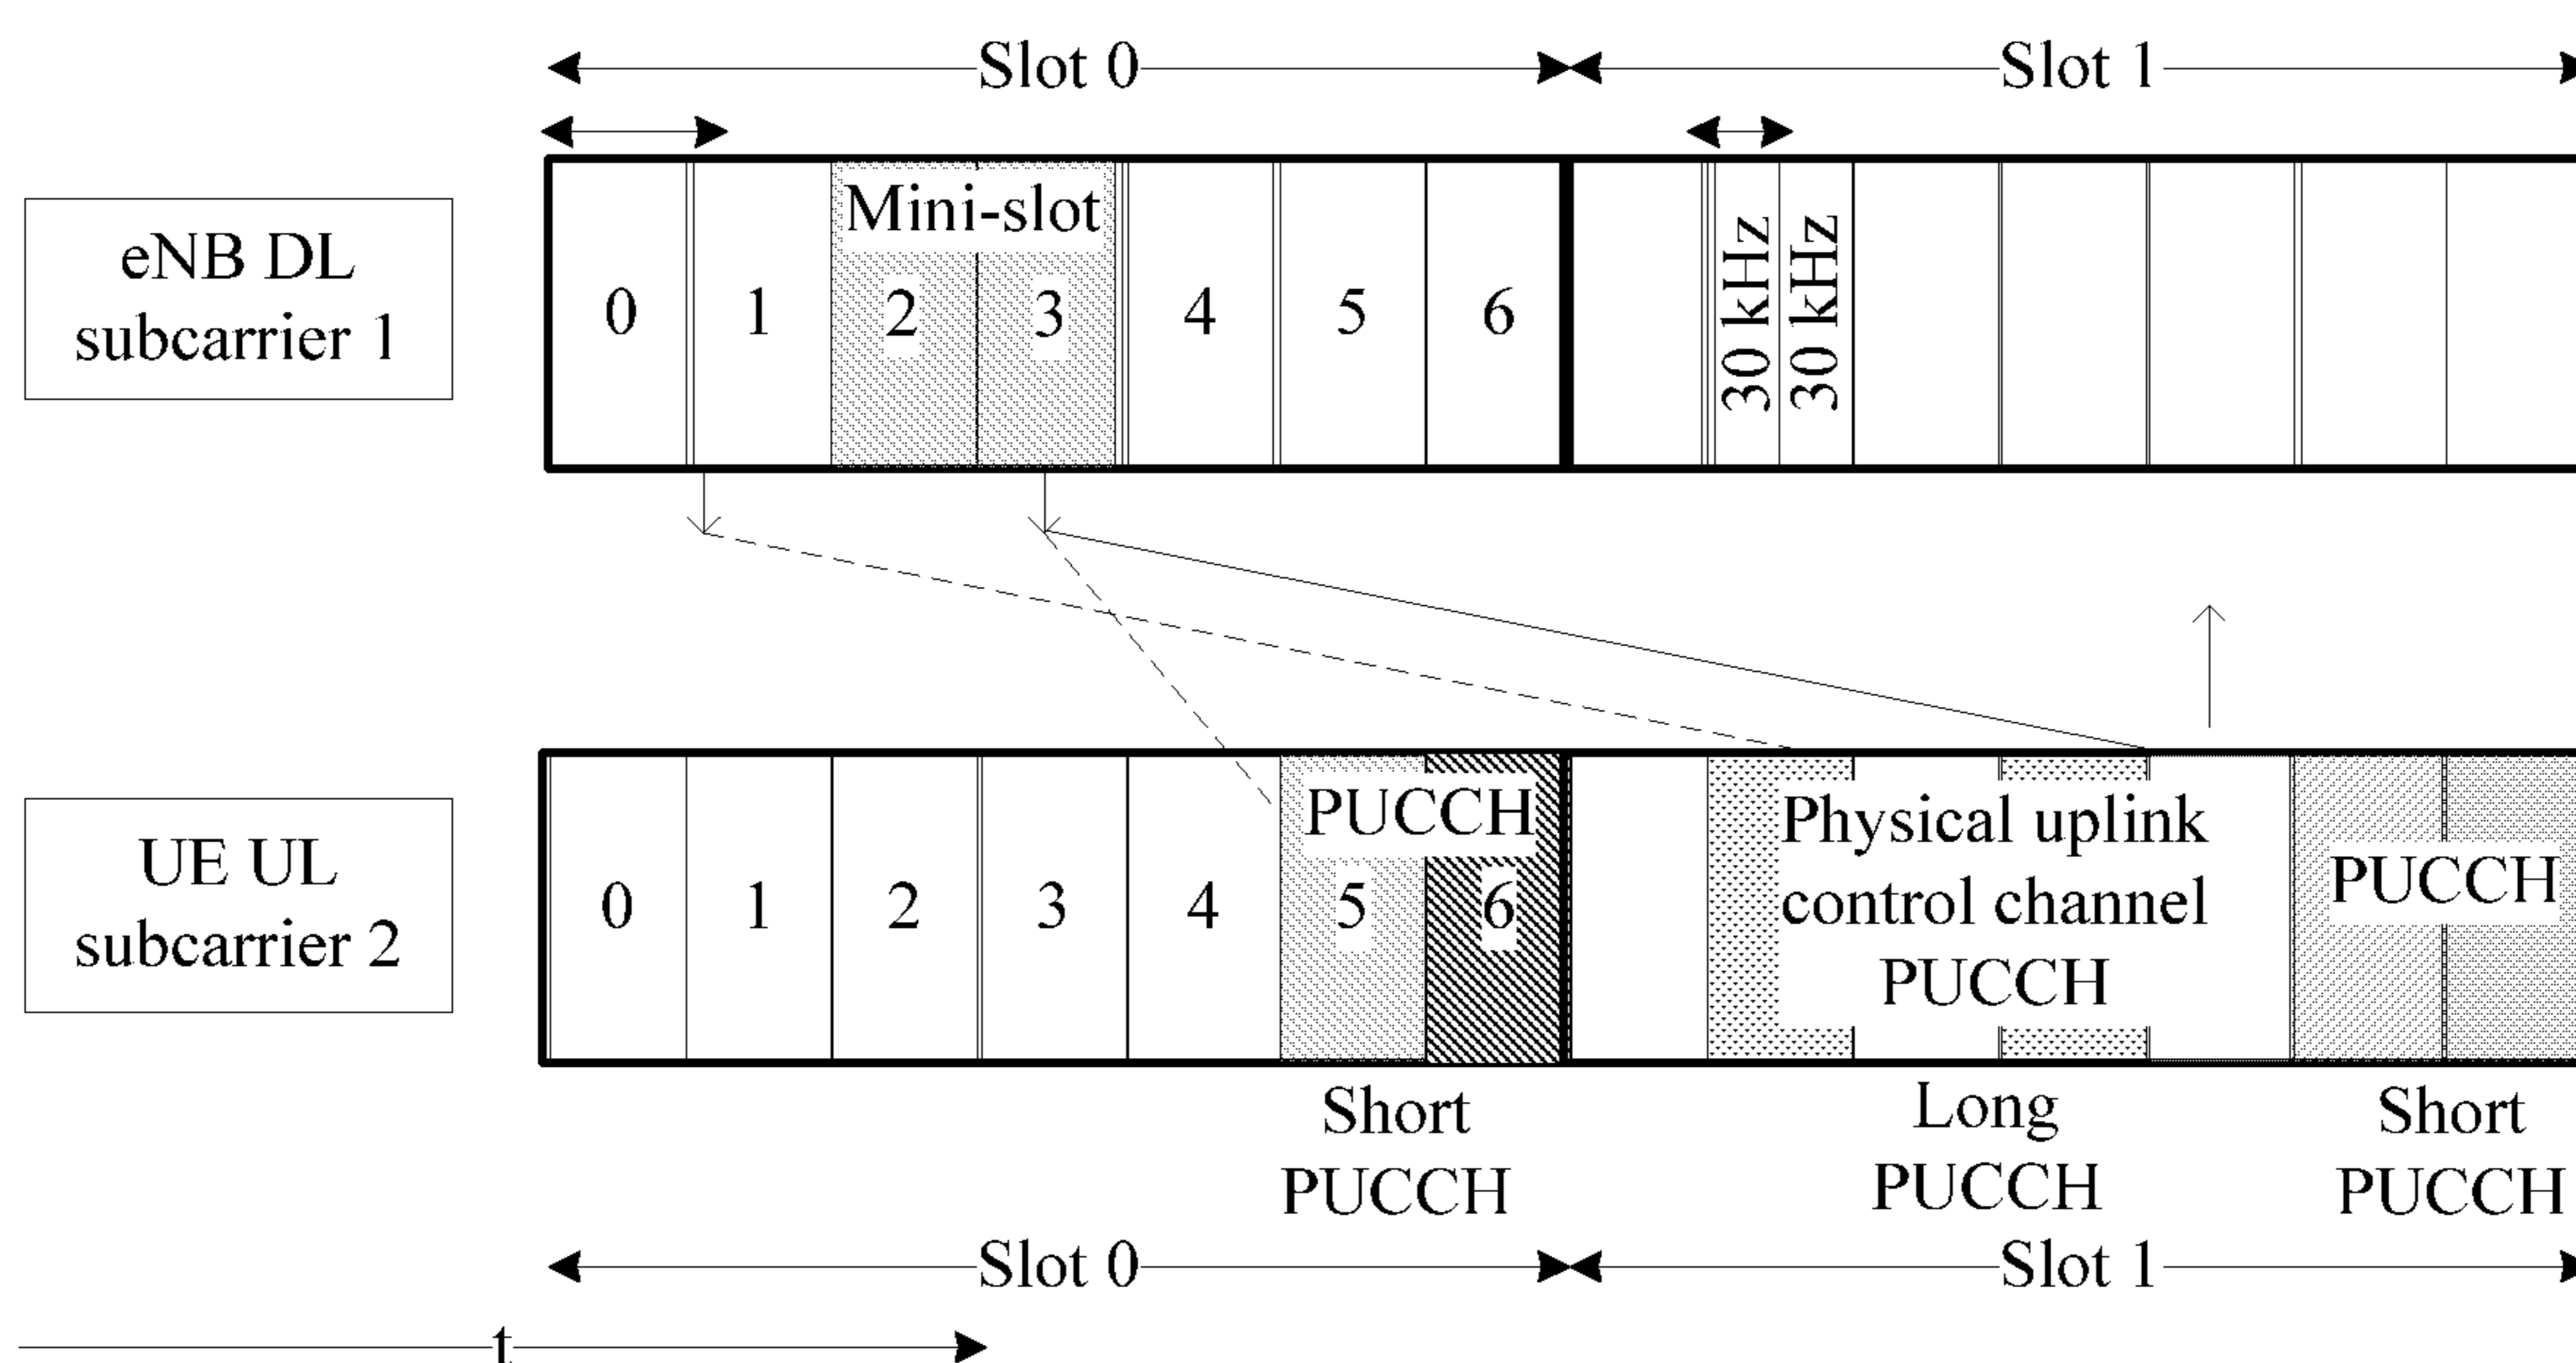 Slot 0
Slot 1
eNB DL
subcarrier 1
Mini-slot
0
1
2
3
4
5
6
30 kHz
30 kHz
UE UL
subcarrier 2
0
1
2
3
4
5
6
PUCCH
Physical uplink
control channel
PUCCH
PUCCH
Short
PUCCH
Long
PUCCH
Short
PUCCH
Slot 0
Slot 1
t